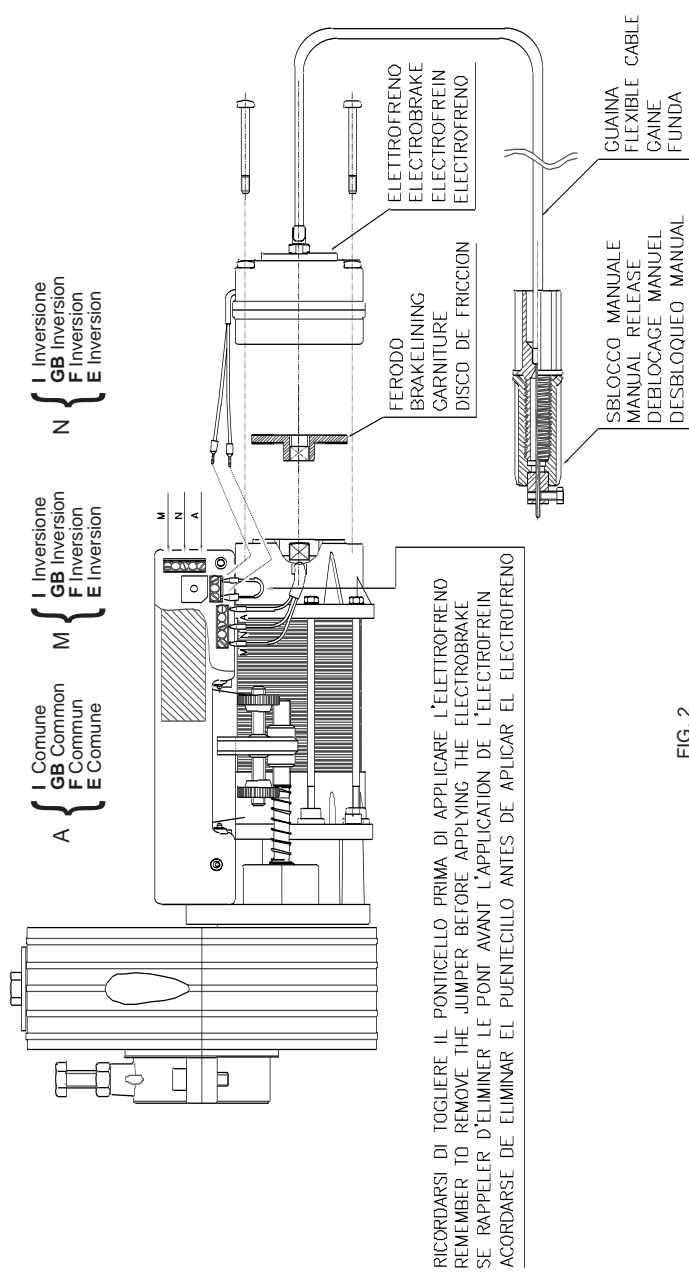 A { I Comune
GB Common
F Commun
E Comune
M { I Inversione
GB Inversion
F Inversion
E Inversion
N { I Inversione
GB Inversion
F Inversion
E Inversion
M
N
A
M
N
A
ELETTROFRENO
ELECTROBRAKE
ELECTROFREIN
ELECTROFRENO
FERODO
BRAKELINING
GARNITURE
DISCO DE FRICCION
GUAINA
FLEXIBLE CABLE
GAINE
FUNDA
SBLOCCO MANUALE
MANUAL RELEASE
DEBLOCAGE MANUEL
DESBLOQUEO MANUAL
RICORDARSI DI TOGLIERE IL PONTICELLO PRIMA DI APPLICARE L'ELETTROFRENO
REMEMBER TO REMOVE THE JUMPER BEFORE APPLYING THE ELECTROBRAKE
SE RAPPELER D'ELIMINER LE PONT AVANT L'APPLICATION DE L'ELECTROFREIN
ACORDARSE DE ELIMINAR EL PUENTECILLO ANTES DE APLICAR EL ELECTROFRENO
FIG. 2